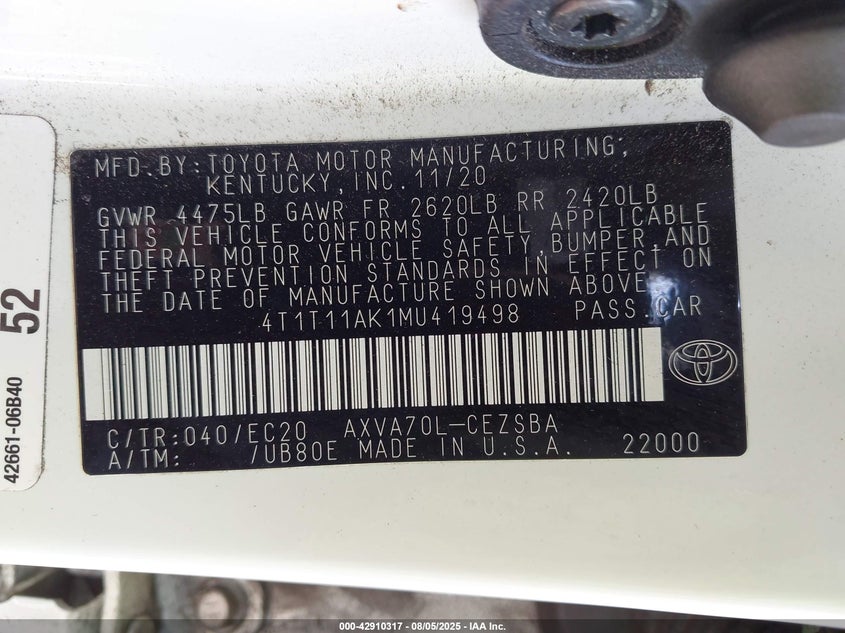 MFD.BY:TOYOTA MOTOR MANUFACTURING,
KENTUCKY,INC.11/20
GVWR 4475LB GAWR FR 2620LB RR 2420LB
THIS VEHICLE CONFORMS TO ALL APPLICABLE
FEDERAL MOTOR VEHICLE SAFETY,BUMPER,AND
THEFT PREVENTION STANDARDS IN EFFECT ON
THE DATE OF MANUFACTURE SHOWN ABOVE.
4T1T11AK1MU419498 PASS.CAR
C/TR:040/EC20 AXVA70L-CEZSBA
A/TM: /UB80E MADE IN U.S.A. 22000
52
42661-06B40
000-42910317 - 08/05/2025 - IAA Inc.